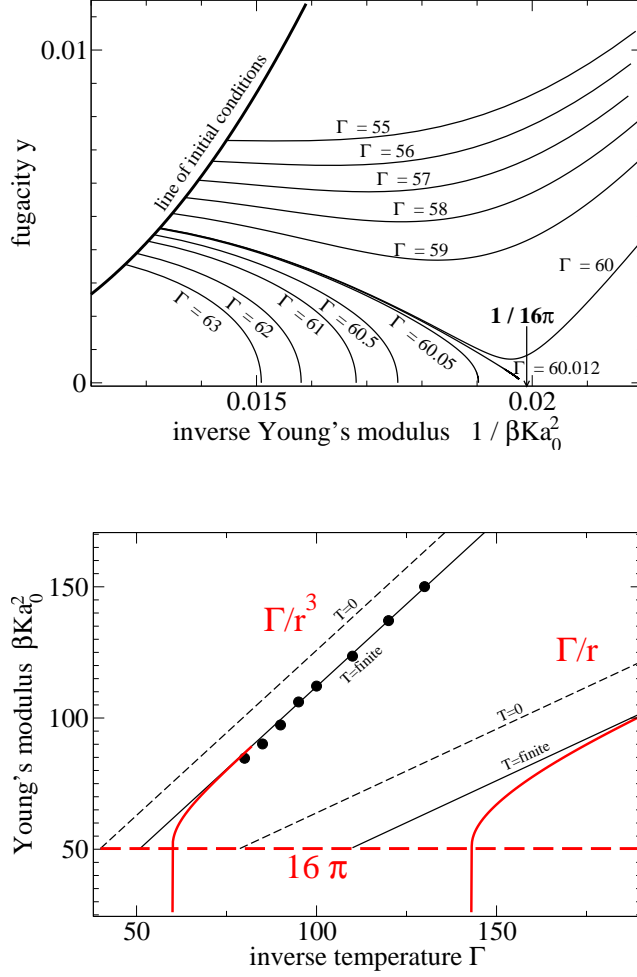 0.01
fugacity y
0
line of initial conditions
Γ = 55
Γ = 56
Γ = 57
Γ = 58
Γ = 59
Γ = 60
1 / 16π
Γ = 60.012
Γ = 60.05
Γ = 60.5
Γ = 61
Γ = 62
Γ = 63
0.015
0.02
inverse Young's modulus 1 / βKa₀²
Young's modulus βKa₀²
150
100
50
Γ/r³
T=0
T=finite
Γ/r
T=0
T=finite
16 π
50
100
150
inverse temperature Γ